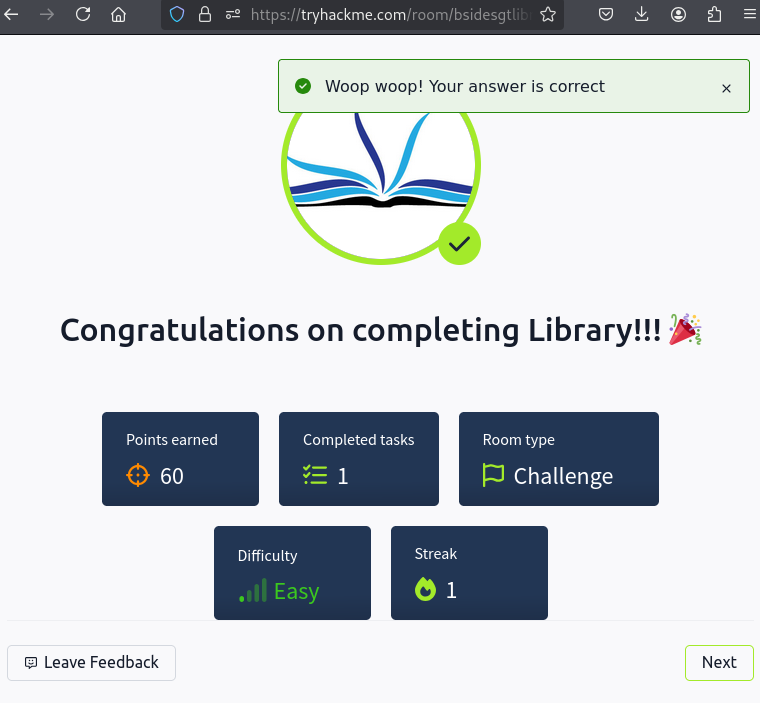 https://tryhackme.com/room/bsidesgtlib
Woop woop! Your answer is correct
Congratulations on completing Library!!!
Points earned
60
Completed tasks
1
Room type
Challenge
Difficulty
Easy
Streak
1
Leave Feedback
Next